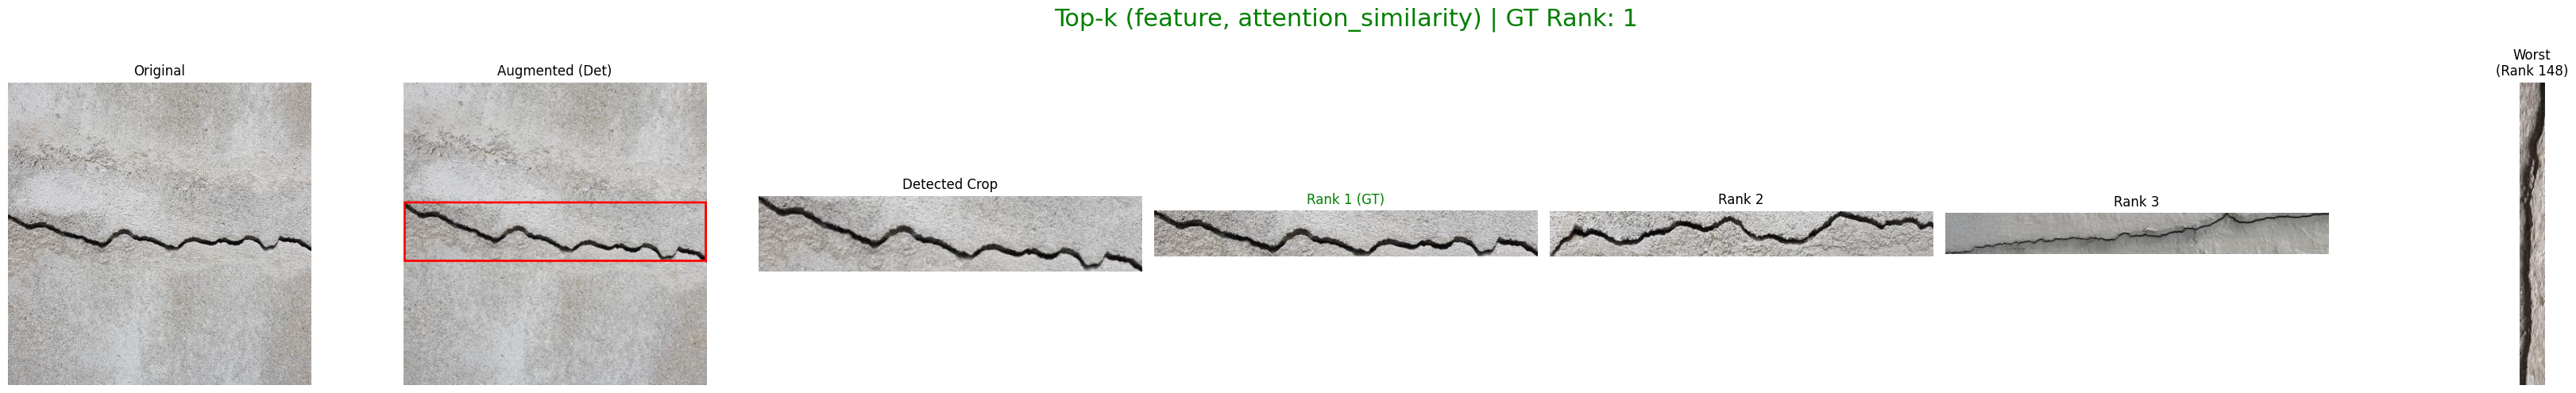 Top-k (feature, attention_similarity) | GT Rank: 1
Original
Augmented (Det)
Detected Crop
Rank 1 (GT)
Rank 2
Rank 3
Worst
(Rank 148)